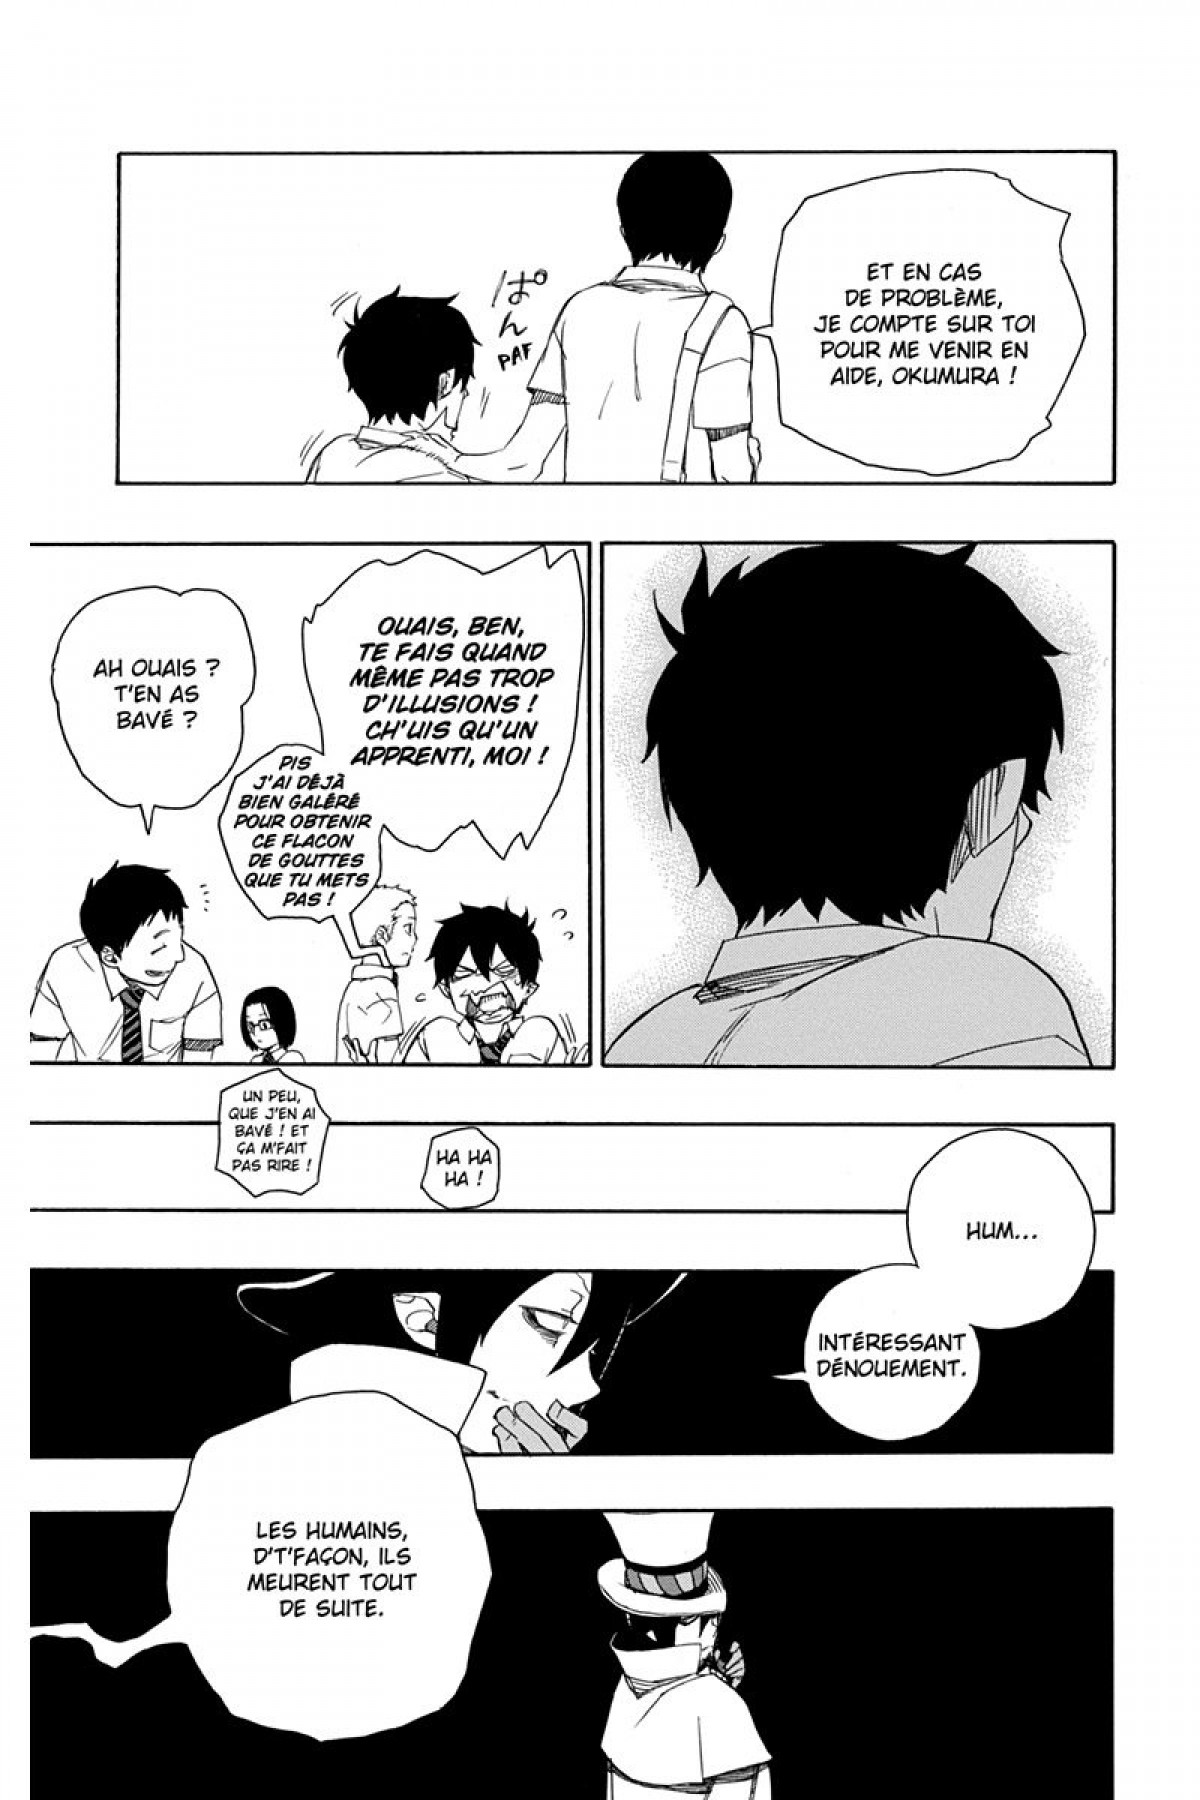 ET EN CAS
DE PROBLÈME,
JE COMPTE SUR TOI
POUR ME VENIR EN
AIDE, OKUMURA !
ぱん
PAF
OUAIS, BEN,
TE FAIS QUAND
MÊME PAS TROP
D'ILLUSIONS !
CH'UIS QU'UN
APPRENTI, MOI !
PIS
J'AI DÉJÀ
BIEN GALÉRÉ
POUR OBTENIR
CE FLACON
DE GOUTTES
QUE TU METS
PAS !
AH OUAIS ?
T'EN AS
BAVÉ ?
UN PEU,
QUE J'EN AI
BAVÉ ! ET
ÇA M'FAIT
PAS RIRE !
HA HA
HA !
HUM...
INTÉRESSANT
DÉNOUEMENT.
LES HUMAINS,
D'T'FAÇON, ILS
MEURENT TOUT
DE SUITE.